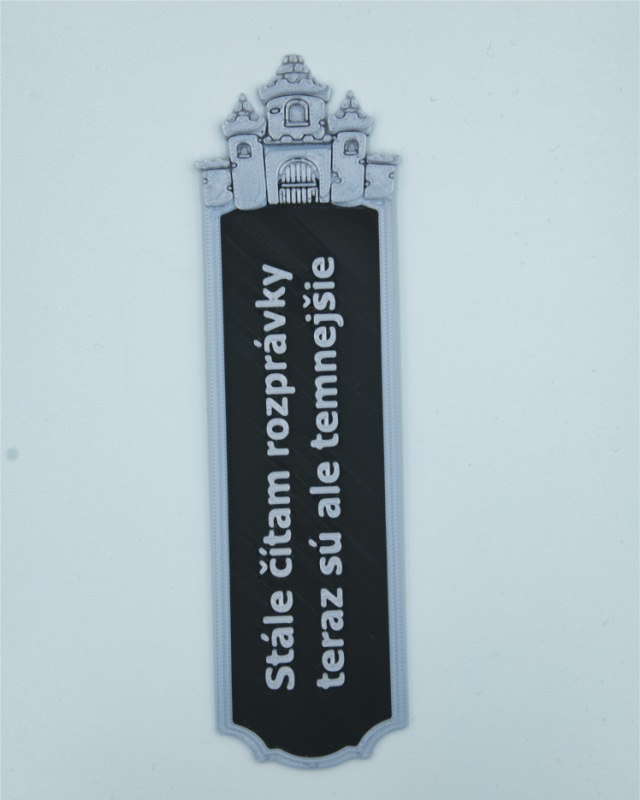 Stále čítam rozprávky
teraz sú ale temnejšie